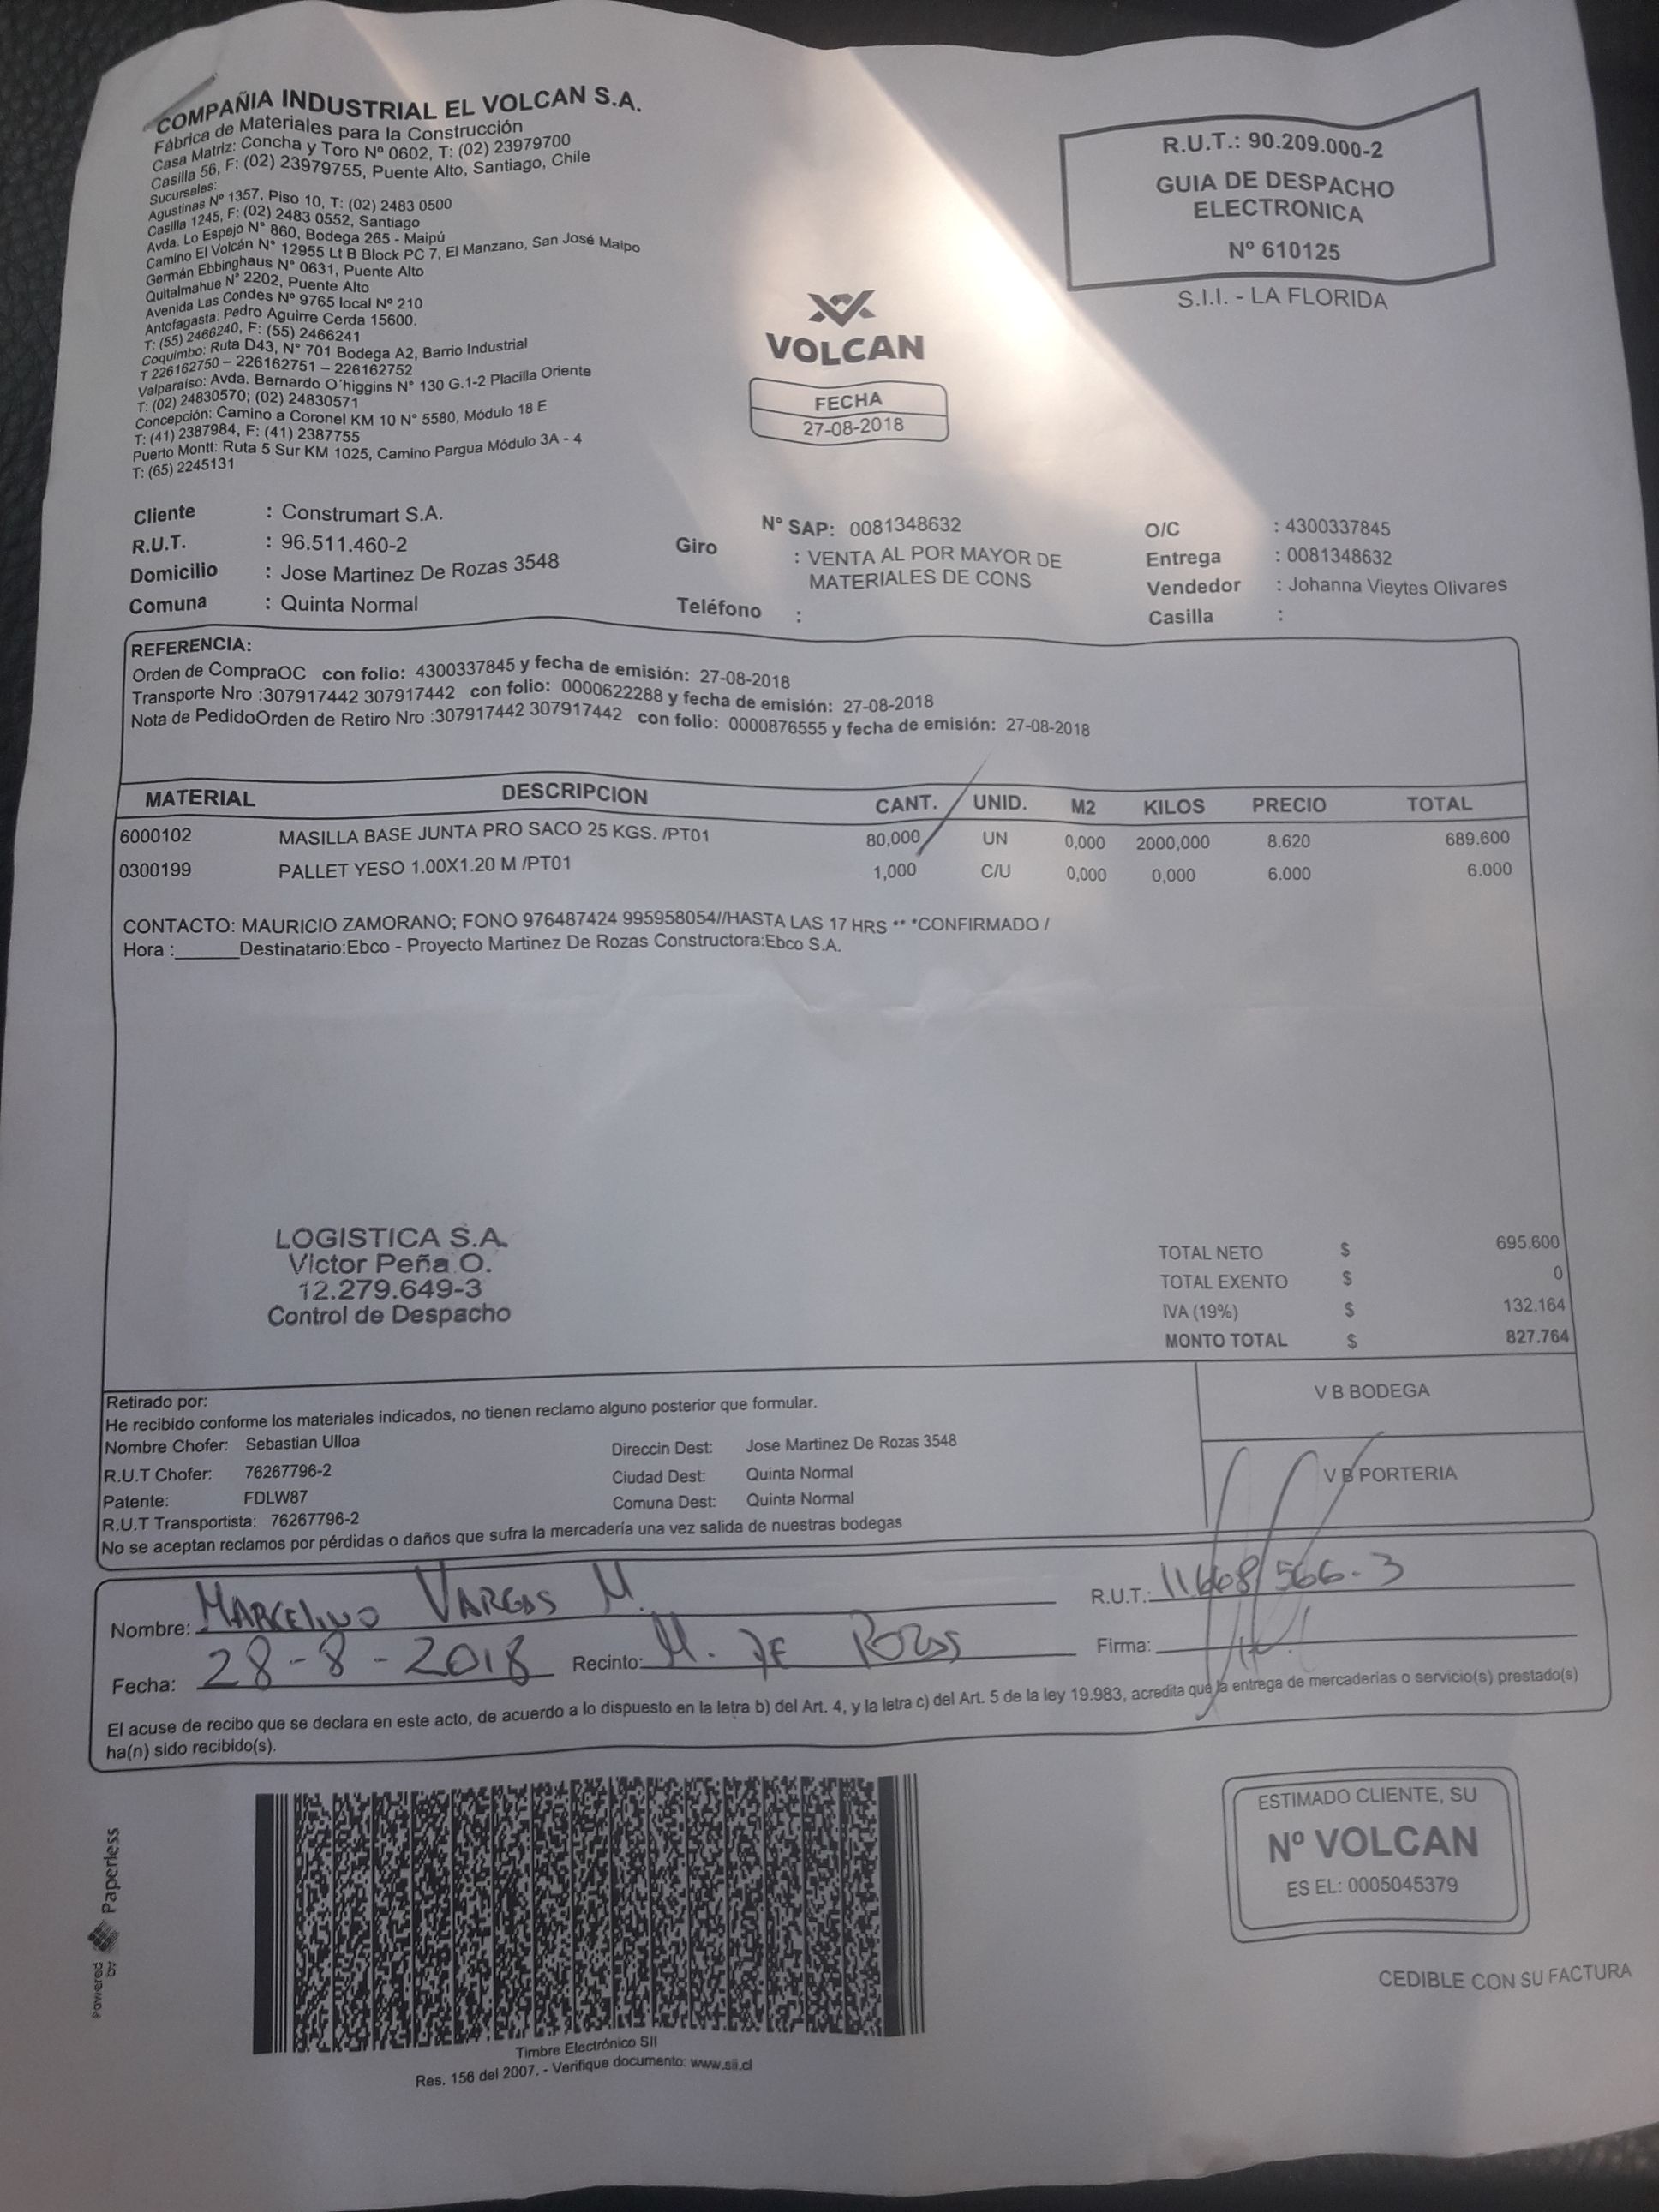 COMPAÑIA INDUSTRIAL EL VOLCAN S.A.
Fábrica de Materiales para la Construcción
Casa Matriz: Concha y Toro Nº 0602, T: (02) 23979700
Casilla 56, F: (02) 23979755, Puente Alto, Santiago, Chile
Sucursales:
Agustinas Nº 1357, Piso 10, T: (02) 2483 0500
Casilla 1245, F: (02) 2483 0552, Santiago
Avda. Lo Espejo N° 860, Bodega 265 - Maipú
Camino El Volcán N° 12955 Lt B Block PC 7, El Manzano, San José Maipo
Germán Ebbinghaus N° 0631, Puente Alto
Quitalmahue N° 2202, Puente Alto
Avenida Las Condes Nº 9765 local Nº 210
Antofagasta: Pedro Aguirre Cerda 15600.
T: (55) 2466240, F: (55) 2466241
Coquimbo: Ruta D43, N° 701 Bodega A2, Barrio Industrial
T 226162750 – 226162751 – 226162752
Valparaíso: Avda. Bernardo O´higgins N° 130 G.1-2 Placilla Oriente
T: (02) 24830570; (02) 24830571
Concepción: Camino a Coronel KM 10 N° 5580, Módulo 18 E
T: (41) 2387984, F: (41) 2387755
Puerto Montt: Ruta 5 Sur KM 1025, Camino Pargua Módulo 3A - 4
T: (65) 2245131
R.U.T.: 90.209.000-2
GUIA DE DESPACHO
ELECTRONICA
Nº 610125
S.I.I. - LA FLORIDA
VOLCAN
FECHA
27-08-2018
Cliente : Construmart S.A.
R.U.T. : 96.511.460-2
Domicilio : Jose Martinez De Rozas 3548
Comuna : Quinta Normal
N° SAP: 0081348632
Giro : VENTA AL POR MAYOR DE
MATERIALES DE CONS
Teléfono :
O/C : 4300337845
Entrega : 0081348632
Vendedor : Johanna Vieytes Olivares
Casilla :
REFERENCIA:
Orden de CompraOC con folio: 4300337845 y fecha de emisión: 27-08-2018
Transporte Nro :307917442 307917442 con folio: 0000622288 y fecha de emisión: 27-08-2018
Nota de PedidoOrden de Retiro Nro :307917442 307917442 con folio: 0000876555 y fecha de emisión: 27-08-2018
MATERIAL DESCRIPCION CANT. UNID. M2 KILOS PRECIO TOTAL
6000102 MASILLA BASE JUNTA PRO SACO 25 KGS. /PT01 80,000 UN 0,000 2000,000 8.620 689.600
0300199 PALLET YESO 1.00X1.20 M /PT01 1,000 C/U 0,000 0,000 6.000 6.000
CONTACTO: MAURICIO ZAMORANO; FONO 976487424 995958054//HASTA LAS 17 HRS ** *CONFIRMADO /
Hora :______Destinatario:Ebco - Proyecto Martinez De Rozas Constructora:Ebco S.A.
LOGISTICA S.A.
Victor Peña O.
12.279.649-3
Control de Despacho
TOTAL NETO $ 695.600
TOTAL EXENTO $ 0
IVA (19%) $ 132.164
MONTO TOTAL $ 827.764
Retirado por:
He recibido conforme los materiales indicados, no tienen reclamo alguno posterior que formular.
Nombre Chofer: Sebastian Ulloa
R.U.T Chofer: 76267796-2
Patente: FDLW87
R.U.T Transportista: 76267796-2
Direccin Dest: Jose Martinez De Rozas 3548
Ciudad Dest: Quinta Normal
Comuna Dest: Quinta Normal
No se aceptan reclamos por pérdidas o daños que sufra la mercadería una vez salida de nuestras bodegas
V B BODEGA
V B PORTERIA
Nombre: MARCELINO VARGAS M. R.U.T.: 11668566-3
Fecha: 28-8-2018 Recinto: M. DE ROZAS Firma:
El acuse de recibo que se declara en este acto, de acuerdo a lo dispuesto en la letra b) del Art. 4, y la letra c) del Art. 5 de la ley 19.983, acredita que la entrega de mercaderias o servicio(s) prestado(s)
ha(n) sido recibido(s).
Powered by Paperless
Timbre Electrónico SII
Res. 156 del 2007. - Verifique documento: www.sii.cl
ESTIMADO CLIENTE, SU
Nº VOLCAN
ES EL: 0005045379
CEDIBLE CON SU FACTURA